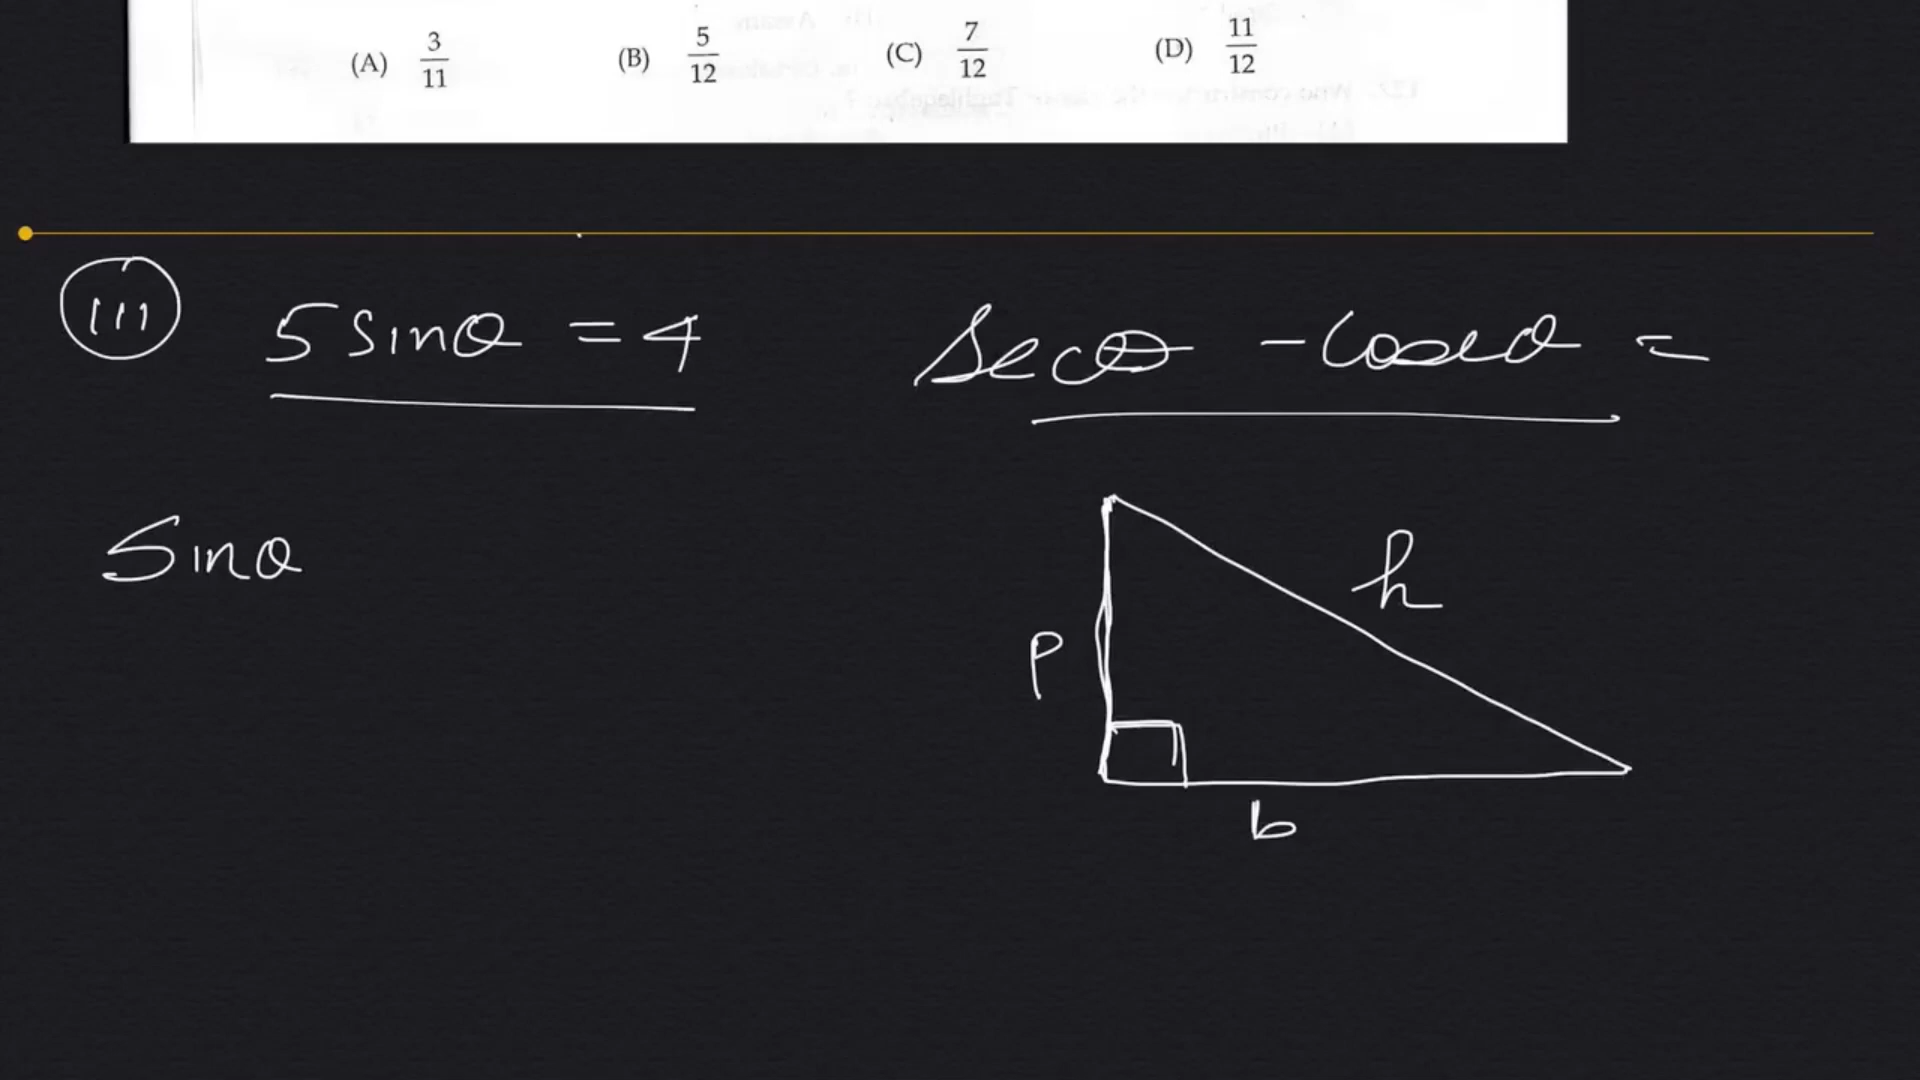 (A) 3/11 (B) 5/12 (C) 7/12 (D) 11/12
111 5 sinθ = 4 Secθ - Cosecθ =
Sinθ
h
p
b